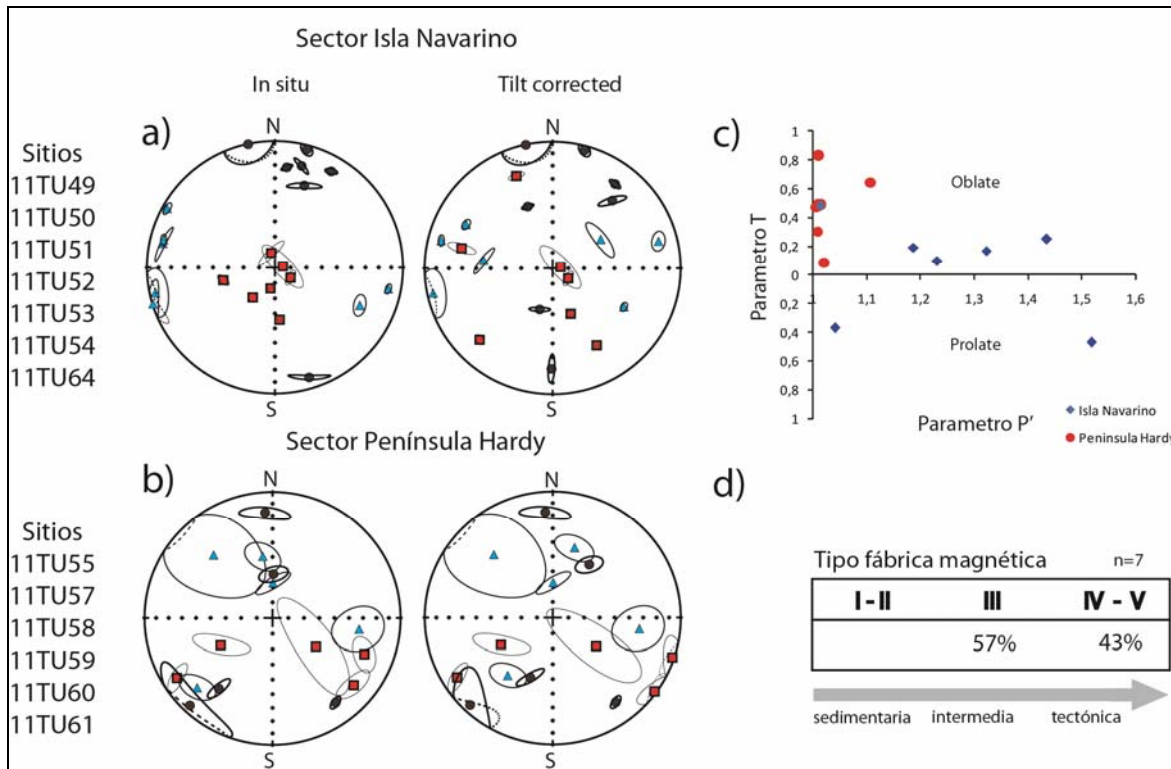 Sector Isla Navarino
In situ
Tilt corrected
a)
N
N
Sitios
11TU49
11TU50
11TU51
11TU52
11TU53
11TU54
11TU64
S
S
c)
1
0,8
0,6
0,4
0,2
0
0,2
0,4
0,6
0,8
1
Parametro T
Oblate
1
1,1
1,2
1,3
1,4
1,5
1,6
Prolate
Parametro P'
Isla Navarino
Peninsula Hardy
Sector Península Hardy
b)
N
N
Sitios
11TU55
11TU57
11TU58
11TU59
11TU60
11TU61
S
S
d)
Tipo fábrica magnética n=7
I - II III IV - V
57% 43%
sedimentaria intermedia tectónica